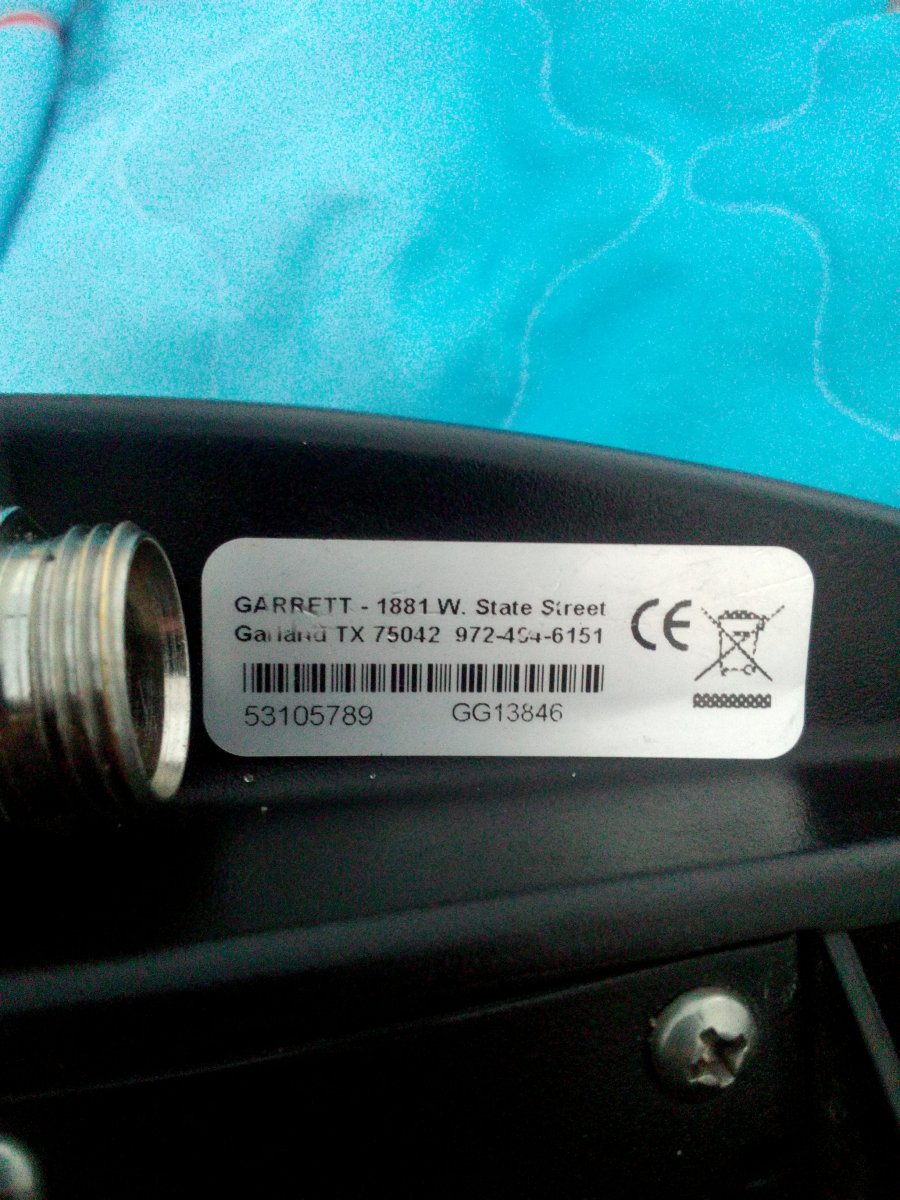 GARRETT - 1881 W. State Street
Garland TX 75042 972-494-6151
CE
53105789 GG13846